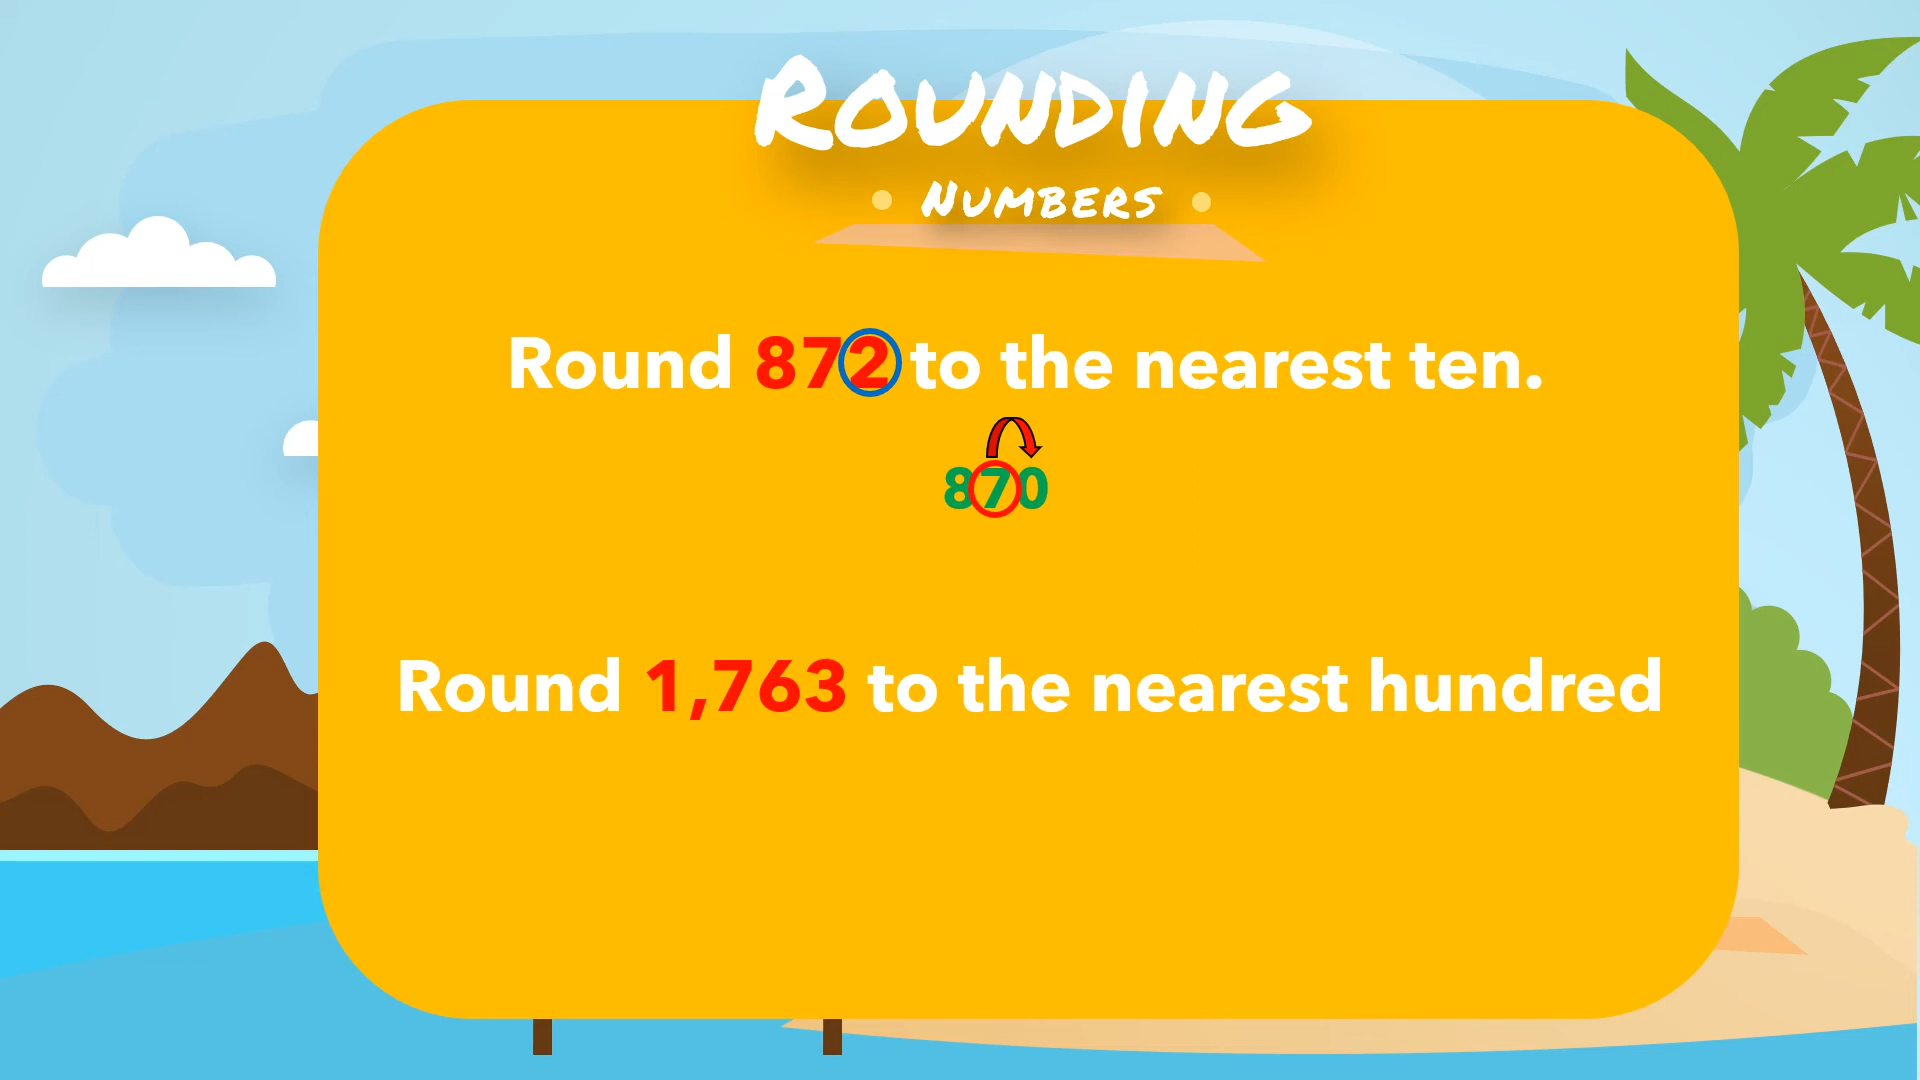 ROUNDING
NUMBERS
Round 872 to the nearest ten.
870
Round 1,763 to the nearest hundred